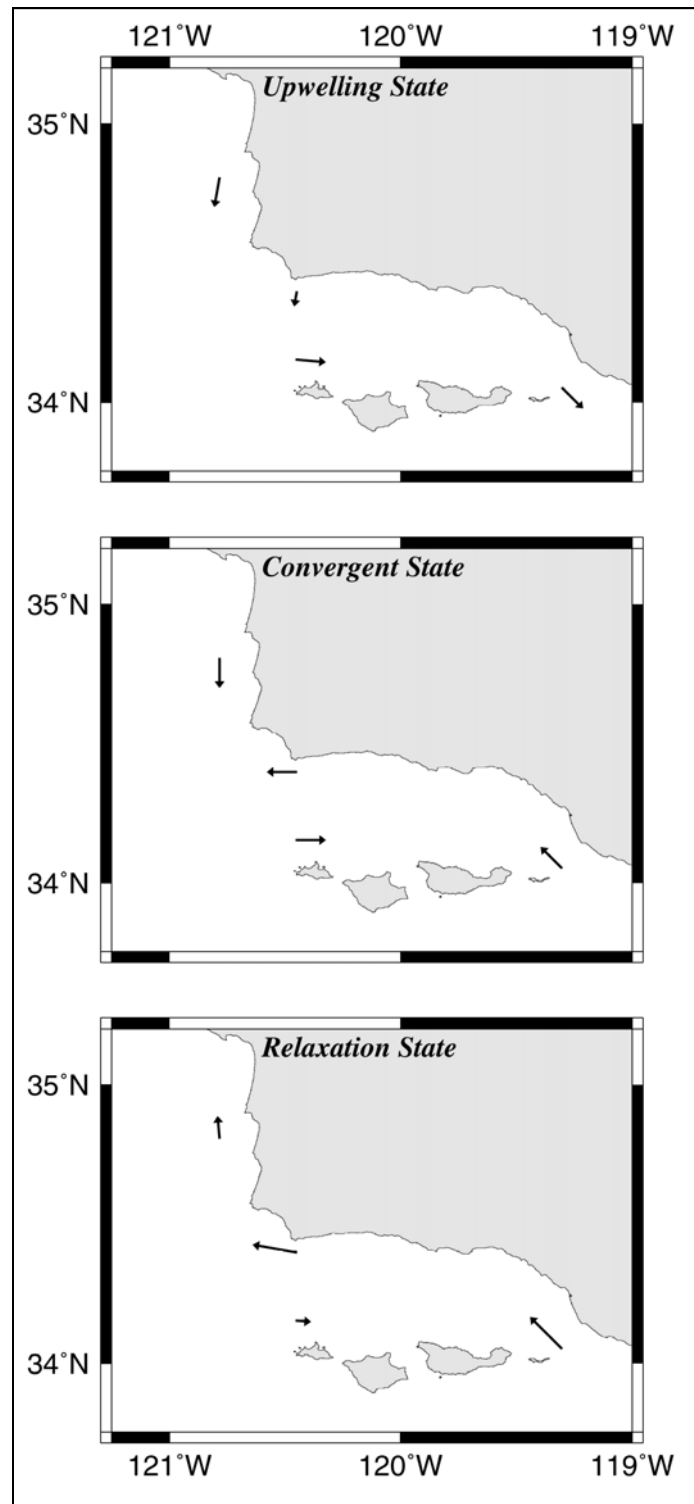 121˚W 120˚W 119˚W
Upwelling State
35˚N
34˚N
Convergent State
35˚N
34˚N
Relaxation State
35˚N
34˚N
121˚W 120˚W 119˚W